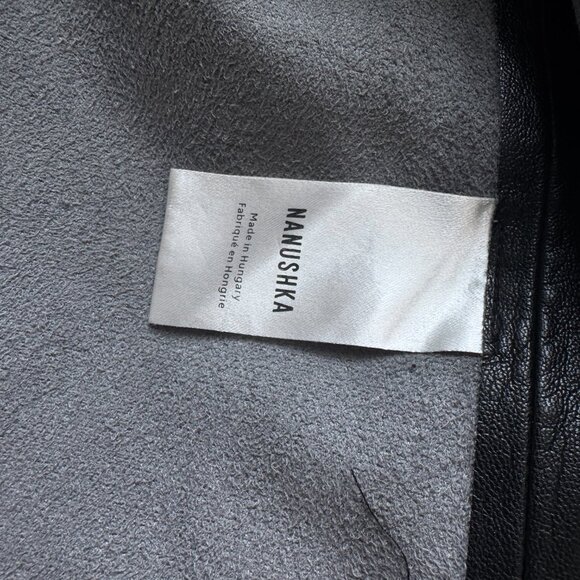 NANUSHKA
Made in Hungary
Fabriqué en Hongrie